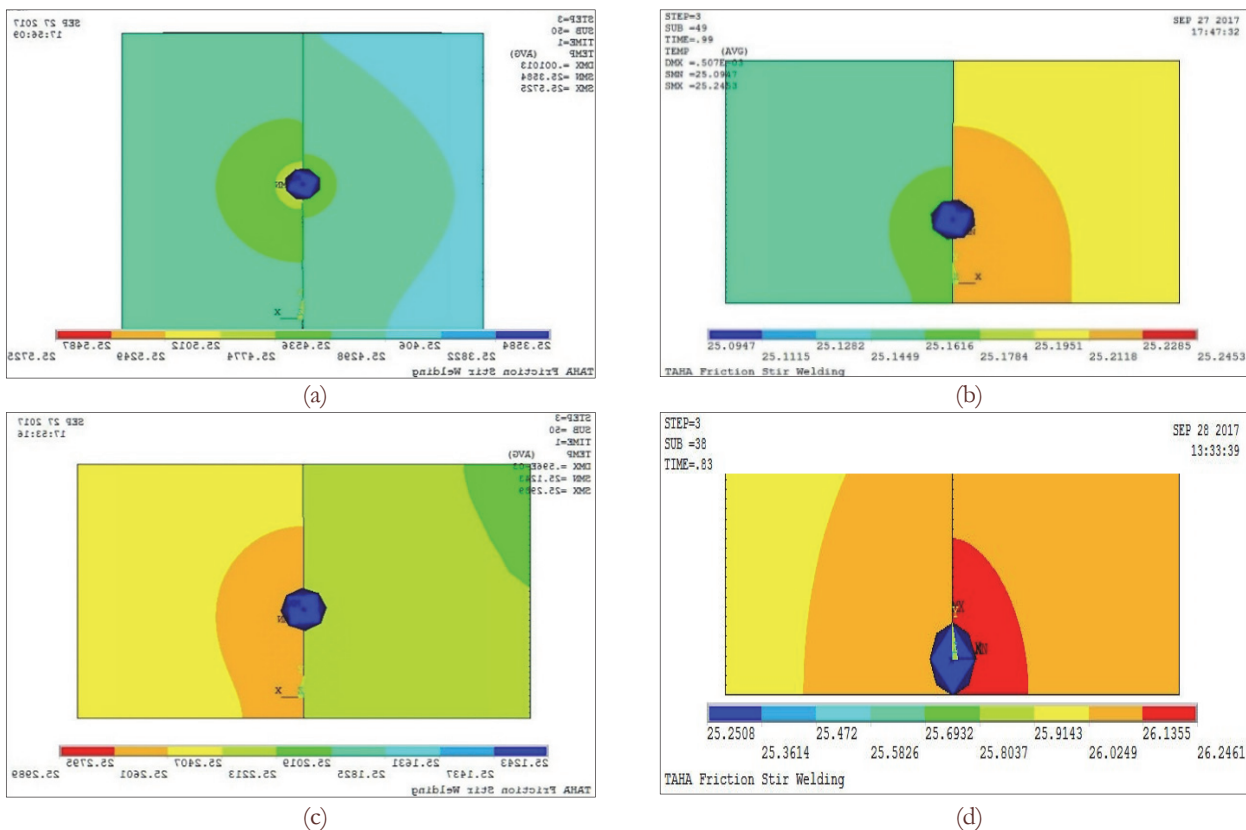 STEP=3
SUB =50
TIME=1
TEMP (AVG)
DMX =.001013
SMN =25.3584
SMX =25.5725
SEP 27 2017
17:56:09
MN
X
25.3584 25.406 25.4536 25.5012 25.5487
25.3822 25.4298 25.4774 25.5249 25.5725
TAHA Friction Stir Welding
(a)
STEP=3
SUB =49
TIME=.99
TEMP (AVG)
DMX =.507E-03
SMN =25.0947
SMX =25.2453
SEP 27 2017
17:47:32
X
25.0947 25.1282 25.1616 25.1951 25.2285
25.1115 25.1449 25.1784 25.2118 25.2453
TAHA Friction Stir Welding
(b)
STEP=3
SUB =50
TIME=1
TEMP (AVG)
DMX =.596E-03
SMN =25.1243
SMX =25.2989
SEP 27 2017
17:53:16
MN
X
25.1243 25.1631 25.2019 25.2407 25.2795
25.1437 25.1825 25.2213 25.2601 25.2989
TAHA Friction Stir Welding
(c)
STEP=3
SUB =38
TIME=.83
SEP 28 2017
13:33:39
Y
25.2508 25.472 25.6932 25.9143 26.1355
25.3614 25.5826 25.8037 26.0249 26.2461
TAHA Friction Stir Welding
(d)